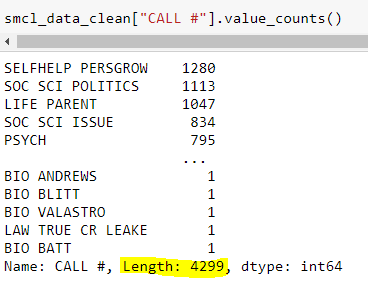 smcl_data_clean["CALL #"].value_counts()
SELFHELP PERSGROW 1280
SOC SCI POLITICS 1113
LIFE PARENT 1047
SOC SCI ISSUE 834
PSYCH 795
...
BIO ANDREWS 1
BIO BLITT 1
BIO VALASTRO 1
LAW TRUE CR LEAKE 1
BIO BATT 1
Name: CALL #, Length: 4299, dtype: int64